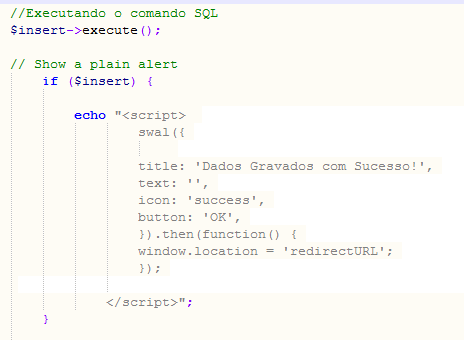 //Executando o comando SQL
$insert->execute();
// Show a plain alert
if ($insert) {
echo "<script>
swal({
title: 'Dados Gravados com Sucesso!',
text: '',
icon: 'success',
button: 'OK',
}).then(function() {
window.location = 'redirectURL';
});
</script>";
}